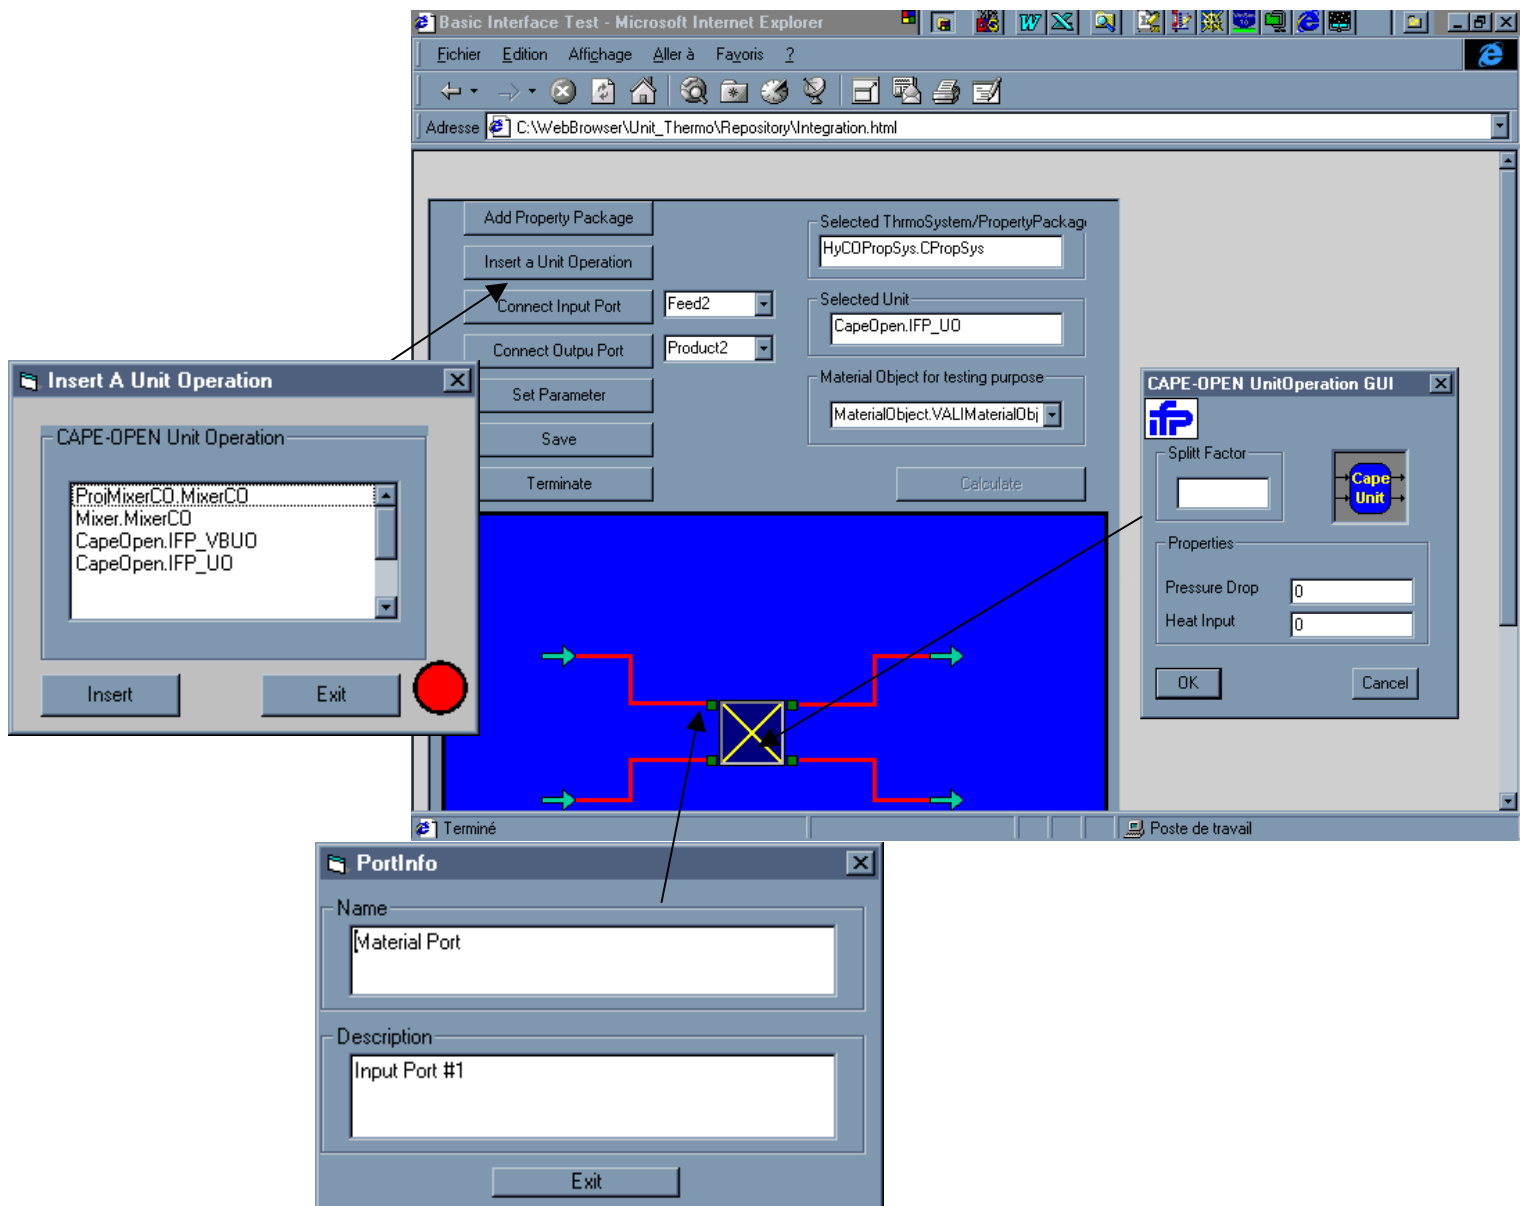 Basic Interface Test - Microsoft Internet Explorer
Fichier Edition Affichage Aller à Favoris ?
Adresse C:\WebBrowser\Unit_Thermo\Repository\Integration.html
Add Property Package
Insert a Unit Operation
Connect Input Port
Feed2
Connect Outpu Port
Product2
Set Parameter
Save
Terminate
Selected ThrmoSystem/PropertyPackag
HyCOPropSys.CPropSys
Selected Unit
CapeOpen.IFP_UO
Material Object for testing purpose
MaterialObject.VALIMaterialObj
Calculate
Insert A Unit Operation
CAPE-OPEN Unit Operation
ProjMixerCO.MixerCO
Mixer.MixerCO
CapeOpen.IFP_VBUO
CapeOpen.IFP_UO
Insert
Exit
CAPE-OPEN UnitOperation GUI
ifp
Splitt Factor
Cape
Unit
Properties
Pressure Drop 0
Heat Input 0
OK
Cancel
Terminé
Poste de travail
PortInfo
Name
Material Port
Description
Input Port #1
Exit